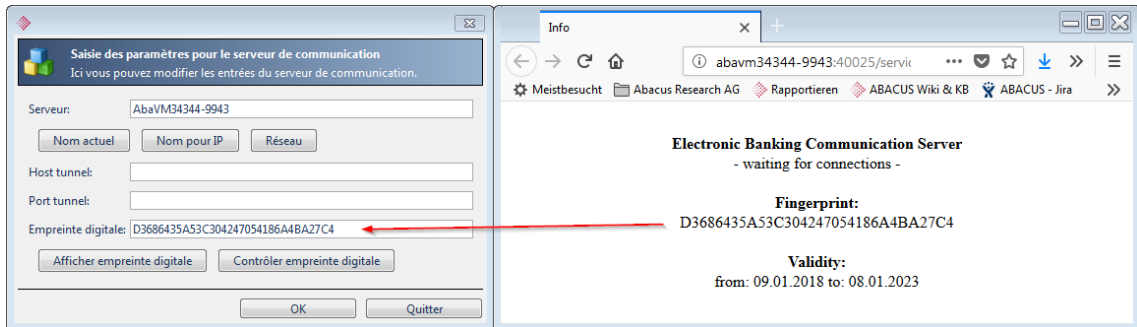 Saisie des paramètres pour le serveur de communication
Ici vous pouvez modifier les entrées du serveur de communication.
Serveur: AbaVM34344-9943
Nom actuel Nom pour IP Réseau
Host tunnel:
Port tunnel:
Empreinte digitale: D3686435A53C304247054186A4BA27C4
Afficher empreinte digitale Contrôler empreinte digitale
OK Quitter
Info
abavm34344-9943:40025/servic
Meistbesucht Abacus Research AG Rapportieren ABACUS Wiki & KB ABACUS - Jira
Electronic Banking Communication Server
- waiting for connections -
Fingerprint:
D3686435A53C304247054186A4BA27C4
Validity:
from: 09.01.2018 to: 08.01.2023